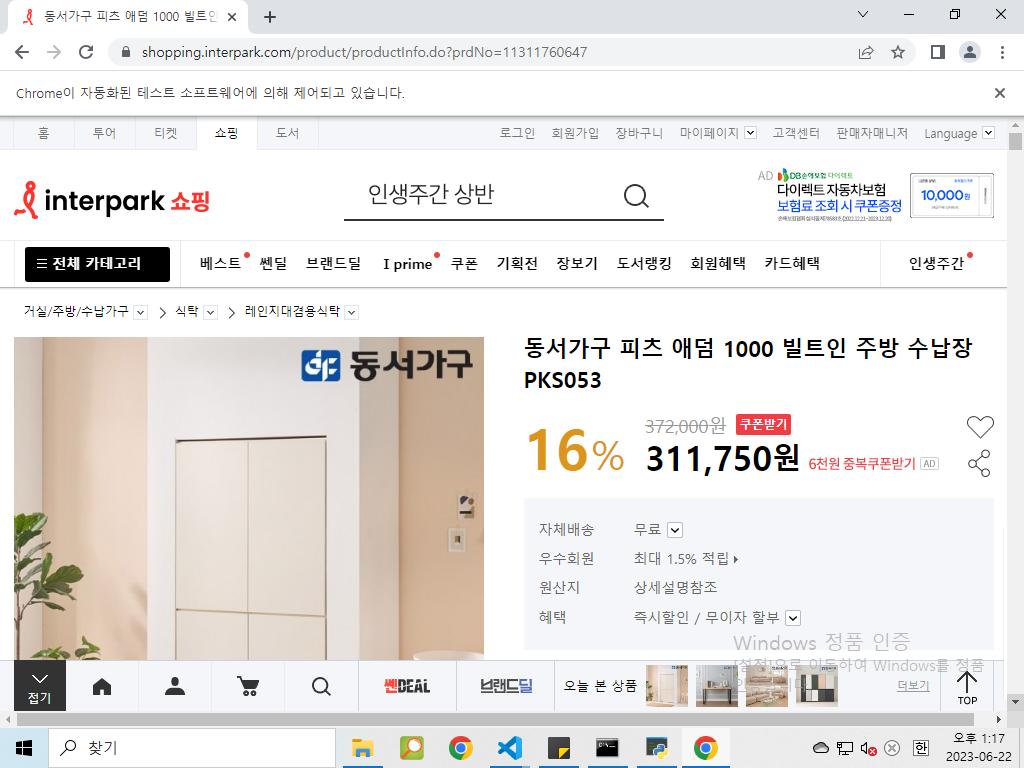 동서가구 피츠 애덤 1000 빌트인
shopping.interpark.com/product/productInfo.do?prdNo=11311760647
Chrome이 자동화된 테스트 소프트웨어에 의해 제어되고 있습니다.
홈 투어 티켓 쇼핑 도서 로그인 회원가입 장바구니 마이페이지 고객센터 판매자매니저 Language
interpark 쇼핑
인생주간 상반
AD DB손해보험 다이렉트
다이렉트 자동차보험
보험료 조회 시 쿠폰증정
10,000원
전체 카테고리 베스트 쎈딜 브랜드딜 I prime 쿠폰 기획전 장보기 도서랭킹 회원혜택 카드혜택 인생주간
거실/주방/수납가구 식탁 레인지대겸용식탁
동서가구
동서가구 피츠 애덤 1000 빌트인 주방 수납장
PKS053
16% 372,000원 쿠폰받기
311,750원 6천원 중복쿠폰받기 AD
자체배송 무료
우수회원 최대 1.5% 적립
원산지 상세설명참조
혜택 즉시할인 / 무이자 할부
Windows 정품 인증
[설정]으로 이동하여 Windows를 정품
접기 쎈DEAL 브랜드딜 오늘 본 상품 더보기 TOP
찾기
한
오후 1:17
2023-06-22